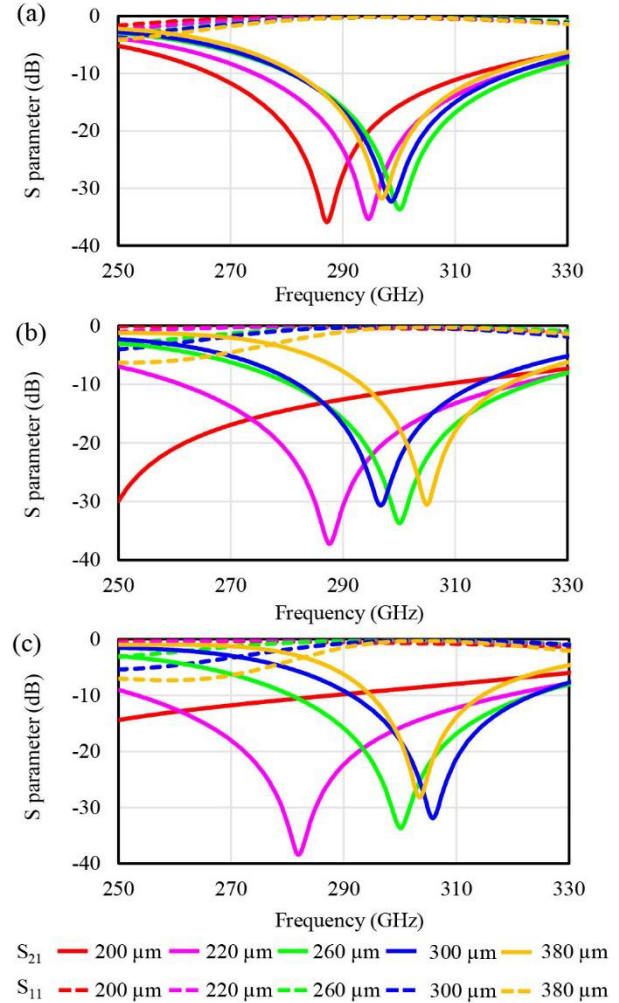 (a)
S parameter (dB)
0
-10
-20
-30
-40
250 270 290 310 330
Frequency (GHz)
(b)
S parameter (dB)
0
-10
-20
-30
-40
250 270 290 310 330
Frequency (GHz)
(c)
S parameter (dB)
0
-10
-20
-30
-40
250 270 290 310 330
Frequency (GHz)
S21 200 µm 220 µm 260 µm 300 µm 380 µm
S11 200 µm 220 µm 260 µm 300 µm 380 µm